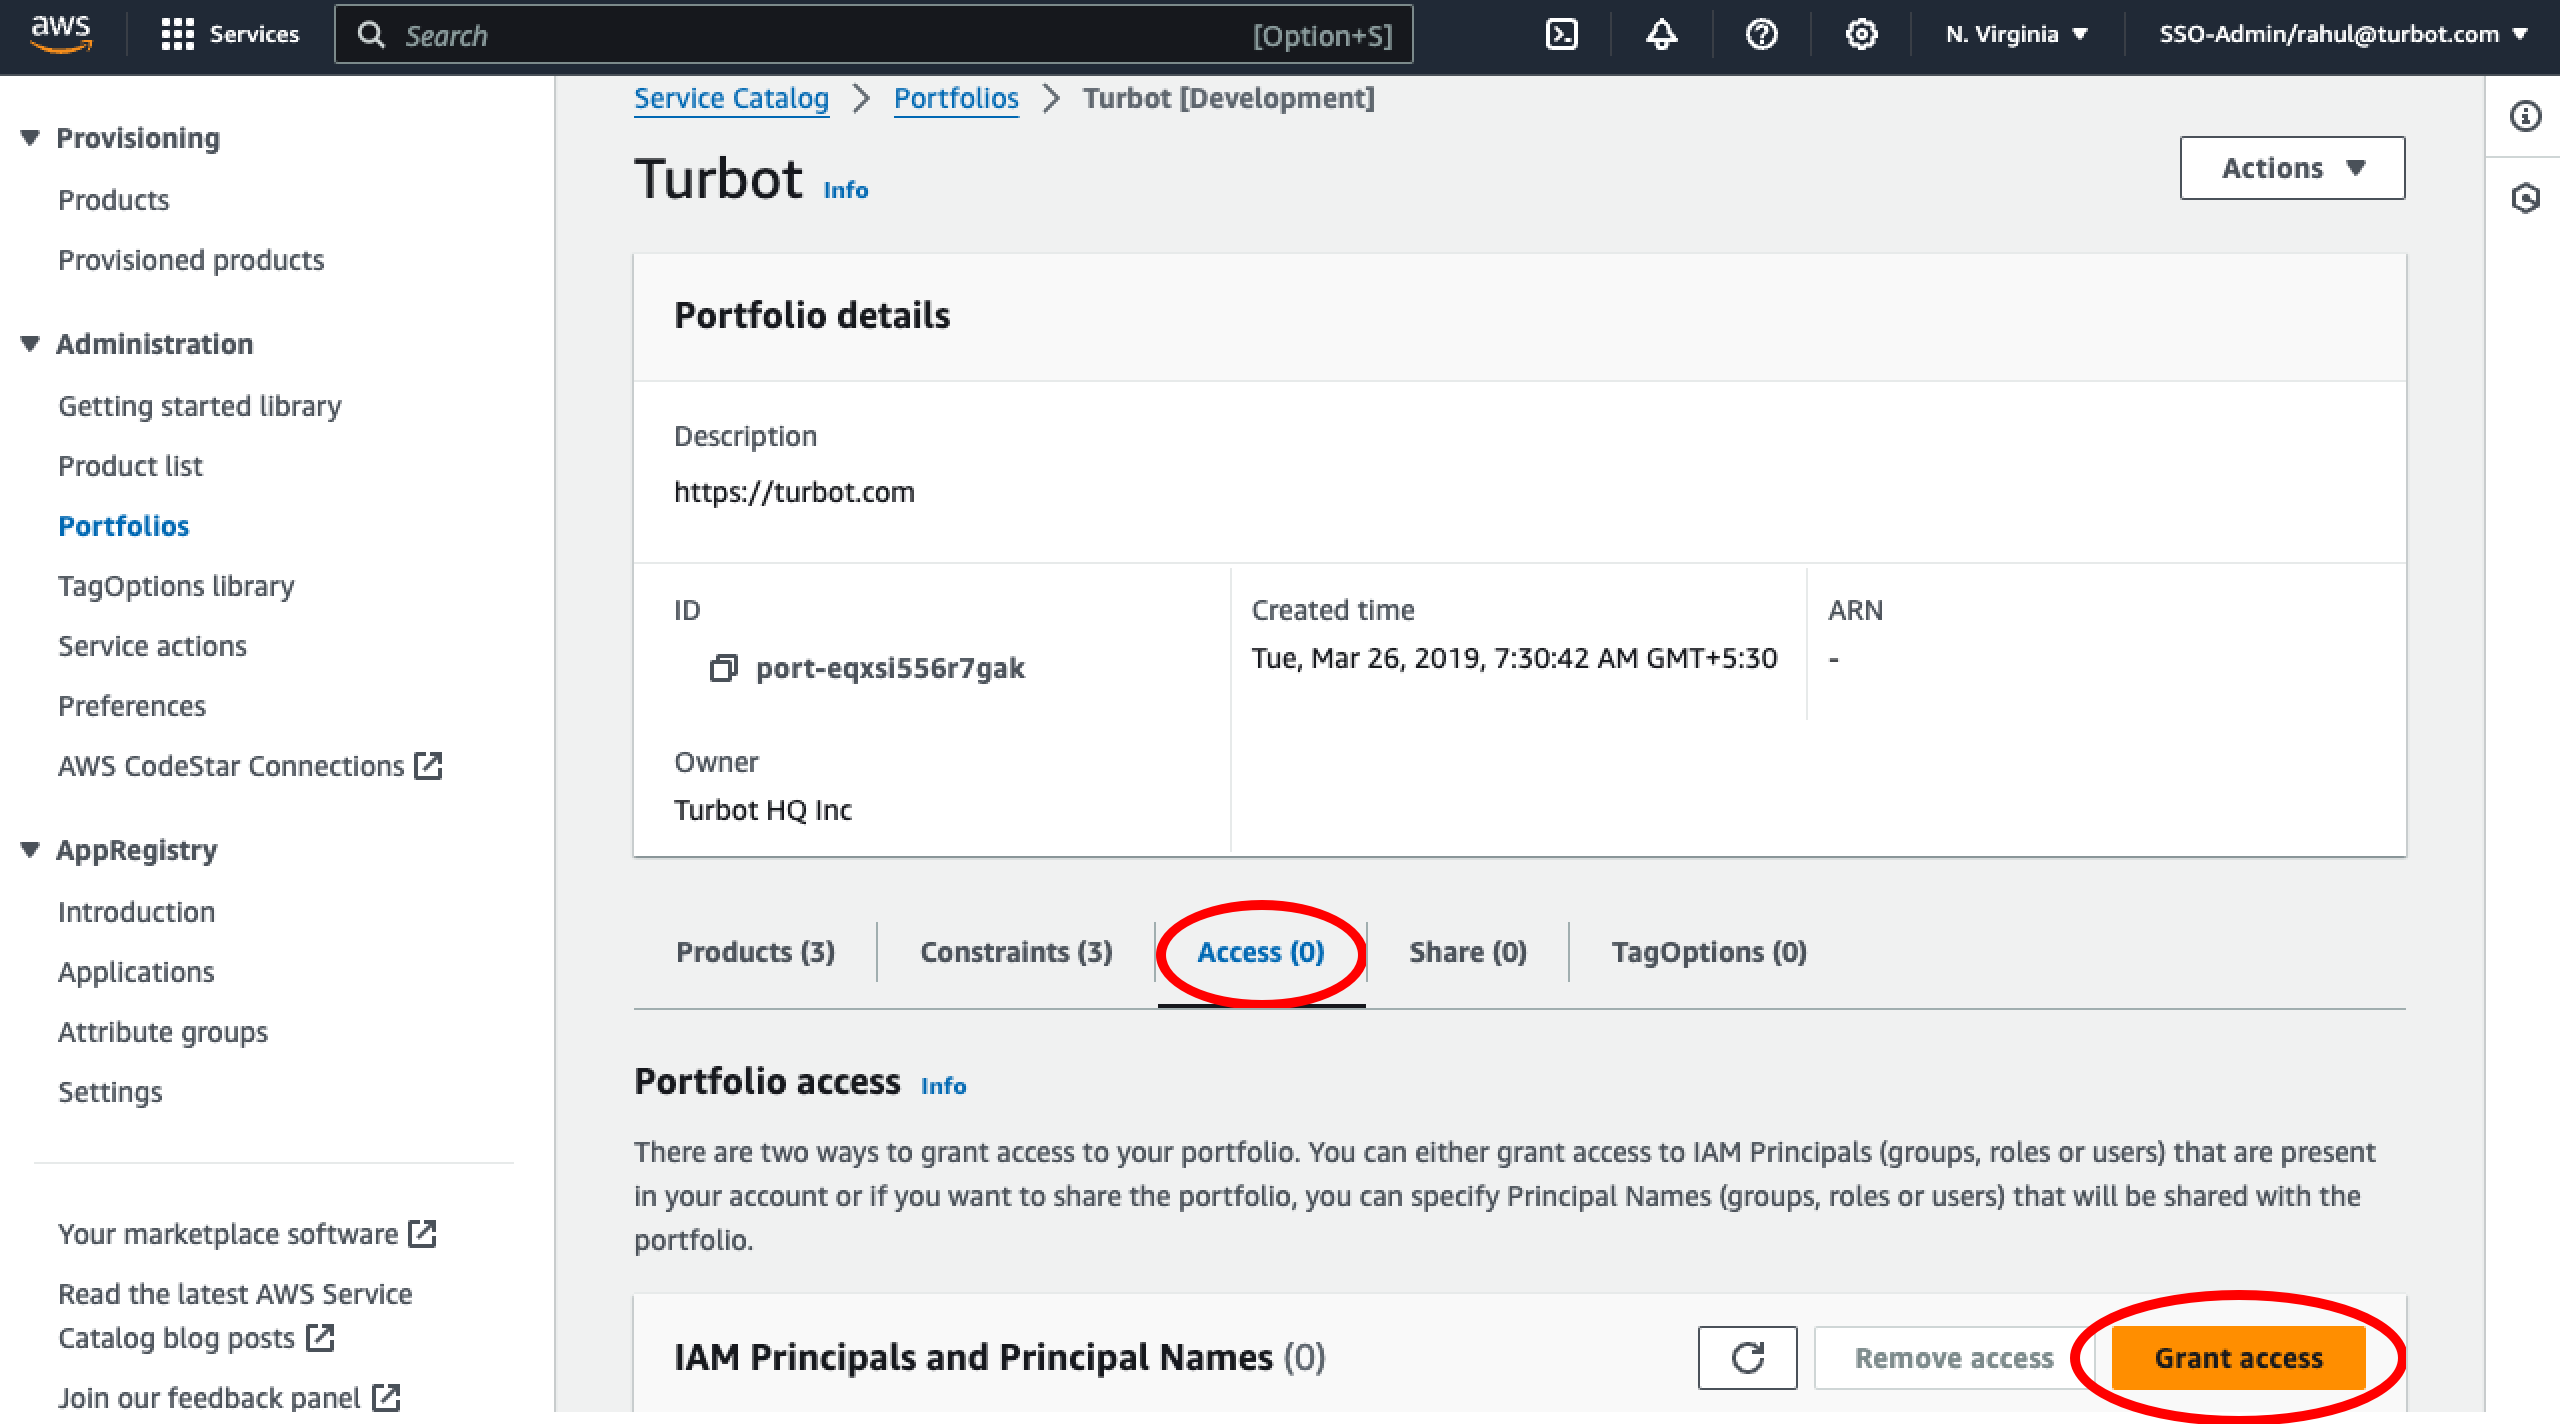 aws
Services
Search
[Option+S]
N. Virginia
SSO-Admin/rahul@turbot.com
Provisioning
Products
Provisioned products
Administration
Getting started library
Product list
Portfolios
TagOptions library
Service actions
Preferences
AWS CodeStar Connections
AppRegistry
Introduction
Applications
Attribute groups
Settings
Your marketplace software
Read the latest AWS Service
Catalog blog posts
Join our feedback panel
Service Catalog
Portfolios
Turbot [Development]
Turbot Info
Actions
Portfolio details
Description
https://turbot.com
ID
port-eqxsi556r7gak
Created time
Tue, Mar 26, 2019, 7:30:42 AM GMT+5:30
ARN
-
Owner
Turbot HQ Inc
Products (3)
Constraints (3)
Access (0)
Share (0)
TagOptions (0)
Portfolio access Info
There are two ways to grant access to your portfolio. You can either grant access to IAM Principals (groups, roles or users) that are present
in your account or if you want to share the portfolio, you can specify Principal Names (groups, roles or users) that will be shared with the
portfolio.
IAM Principals and Principal Names (0)
Remove access
Grant access